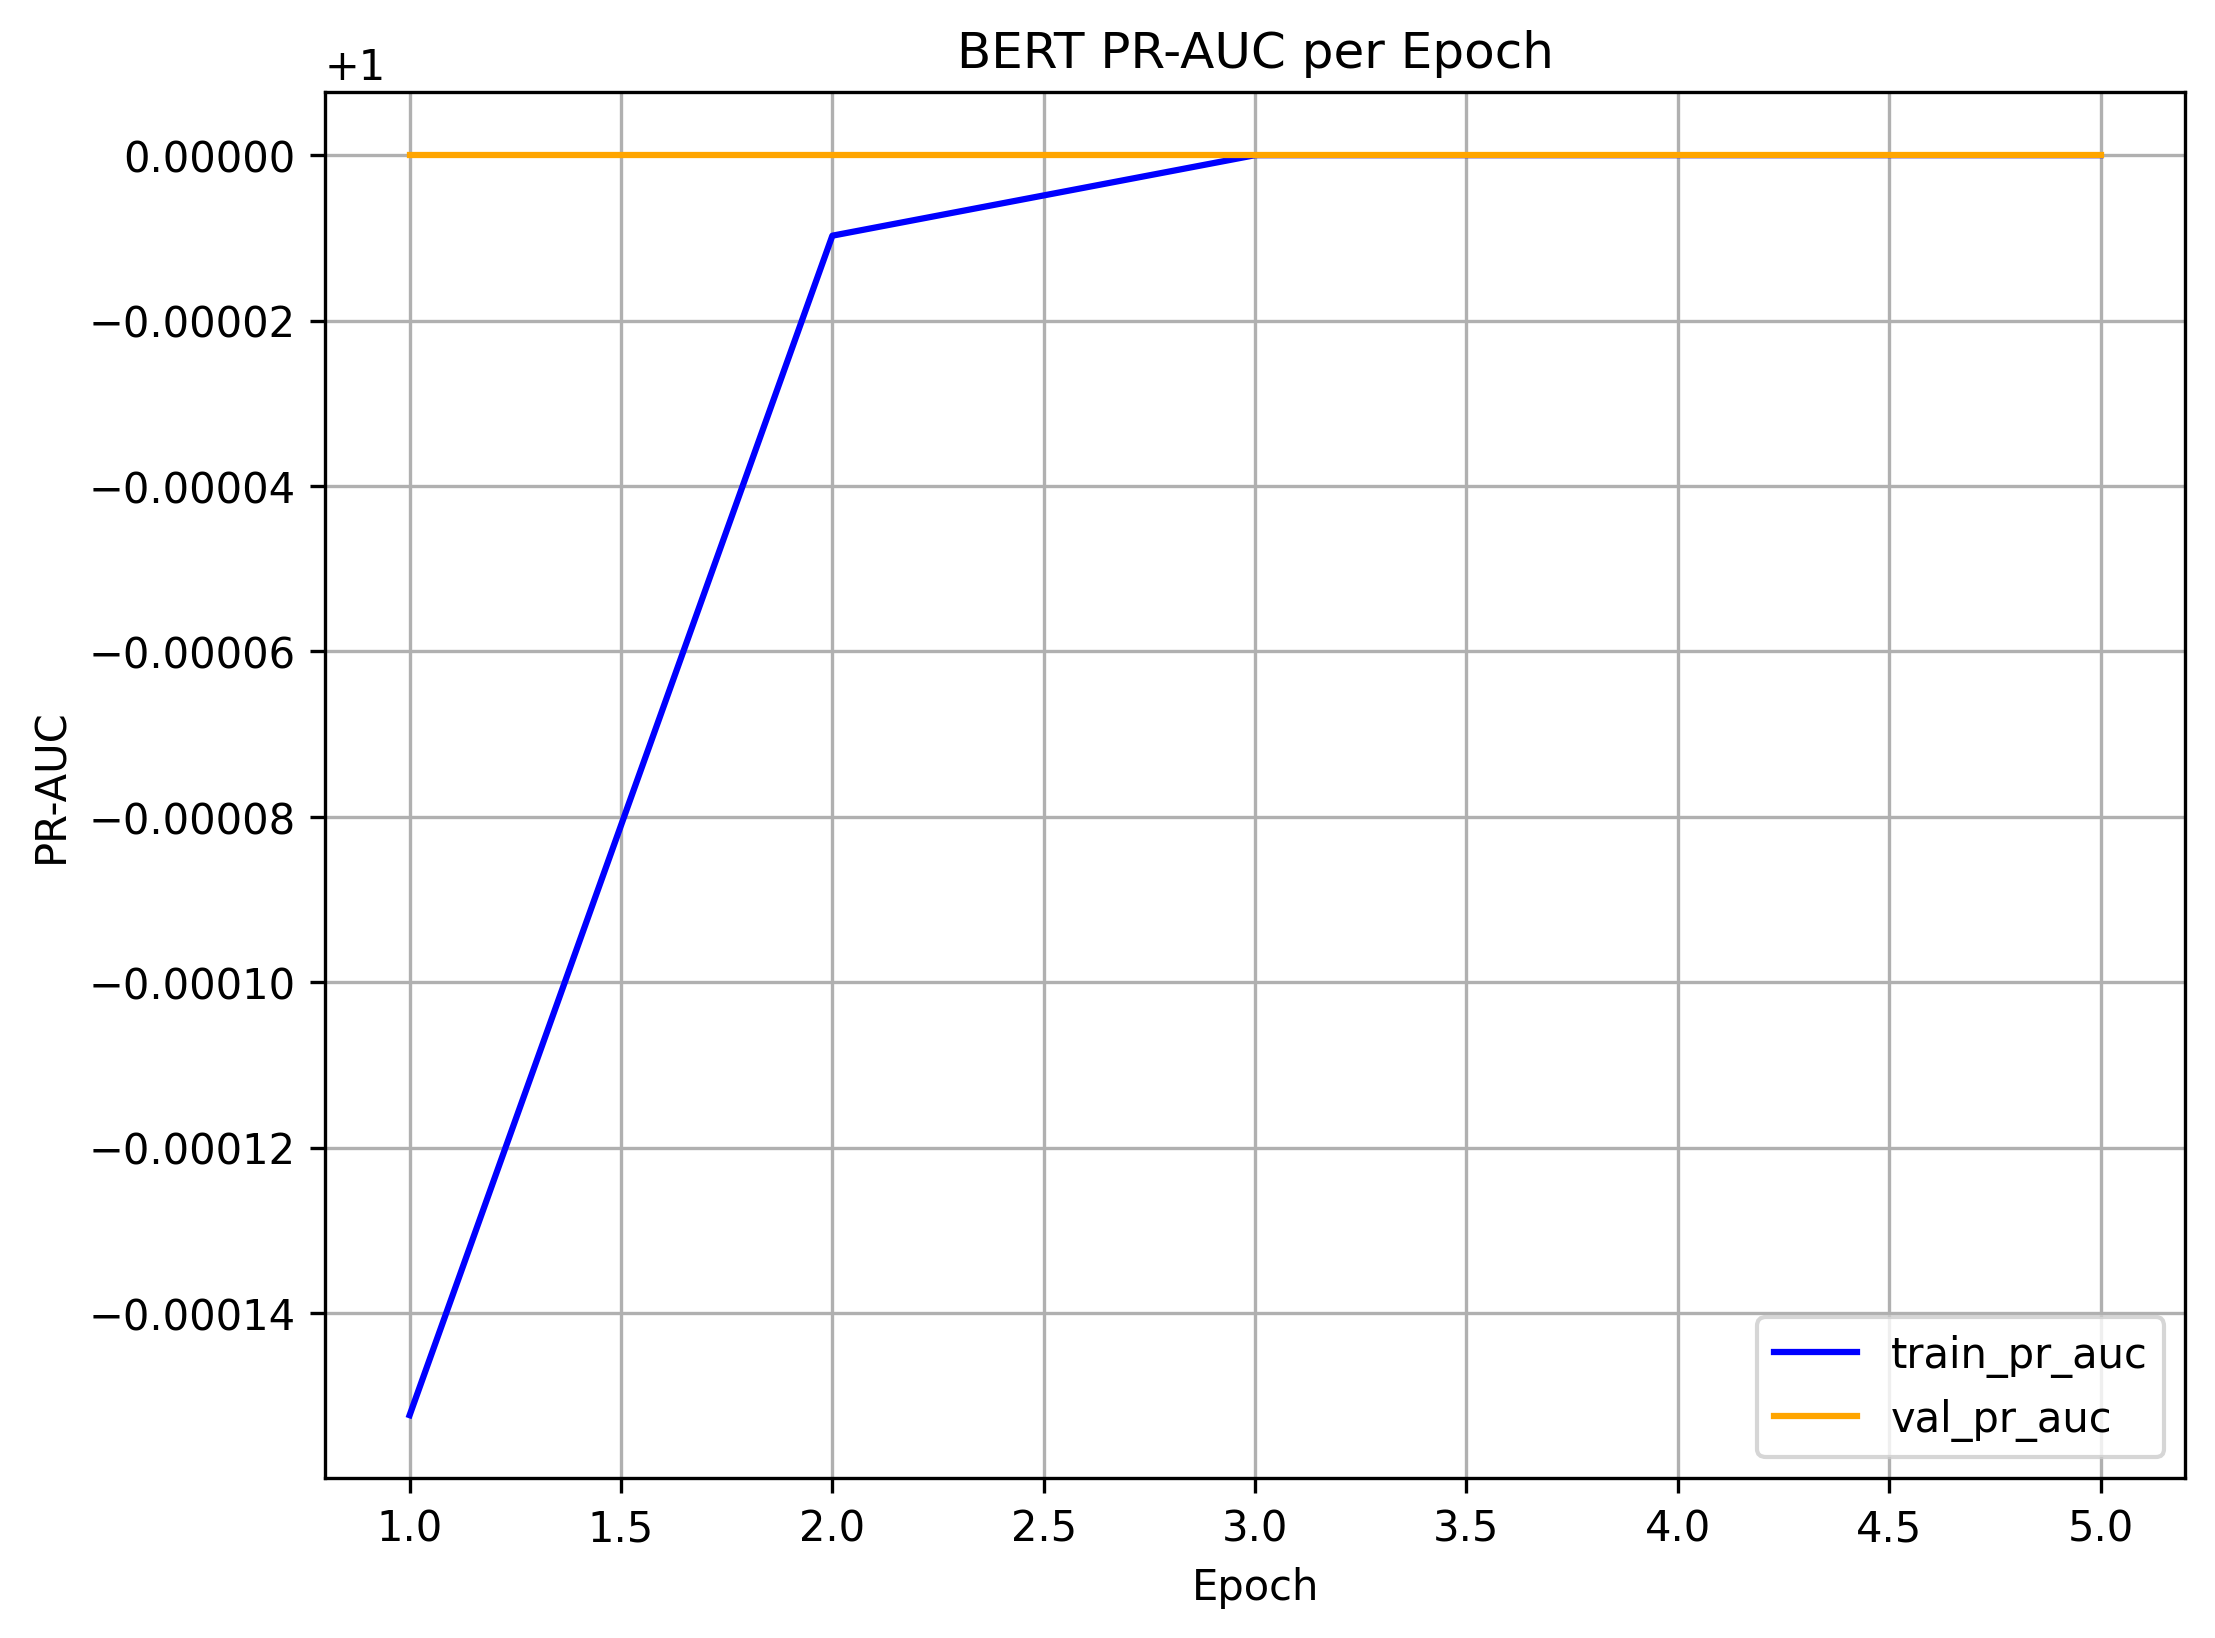 BERT PR-AUC per Epoch
+1
0.00000
−0.00002
−0.00004
−0.00006
−0.00008
−0.00010
−0.00012
−0.00014
PR-AUC
train_pr_auc
val_pr_auc
1.0 1.5 2.0 2.5 3.0 3.5 4.0 4.5 5.0
Epoch